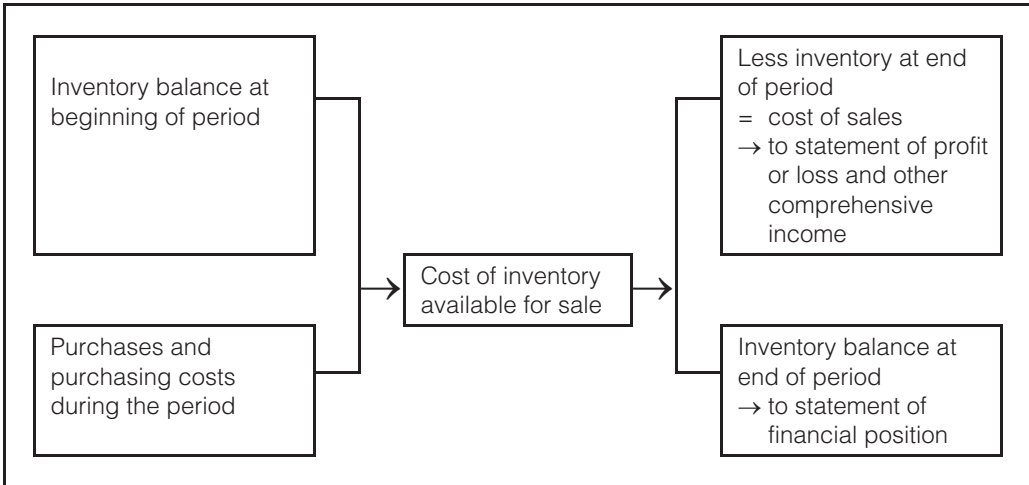 Inventory balance at
beginning of period
Purchases and
purchasing costs
during the period
Cost of inventory
available for sale
Less inventory at end
of period
= cost of sales
→ to statement of profit
or loss and other
comprehensive
income
Inventory balance at
end of period
→ to statement of
financial position